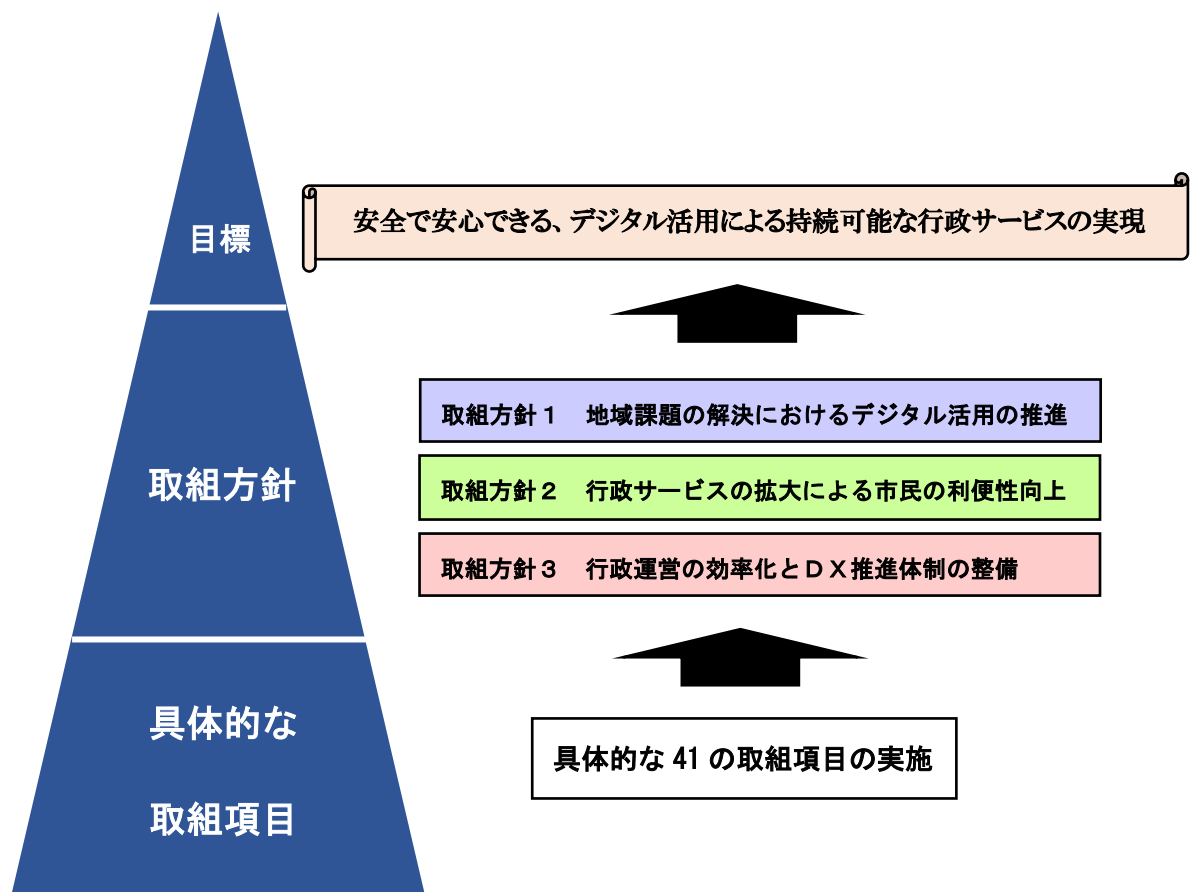 目標
安全で安心できる、デジタル活用による持続可能な行政サービスの実現
取組方針
取組方針１　地域課題の解決におけるデジタル活用の推進
取組方針２　行政サービスの拡大による市民の利便性向上
取組方針３　行政運営の効率化とＤＸ推進体制の整備
具体的な
取組項目
具体的な 41 の取組項目の実施